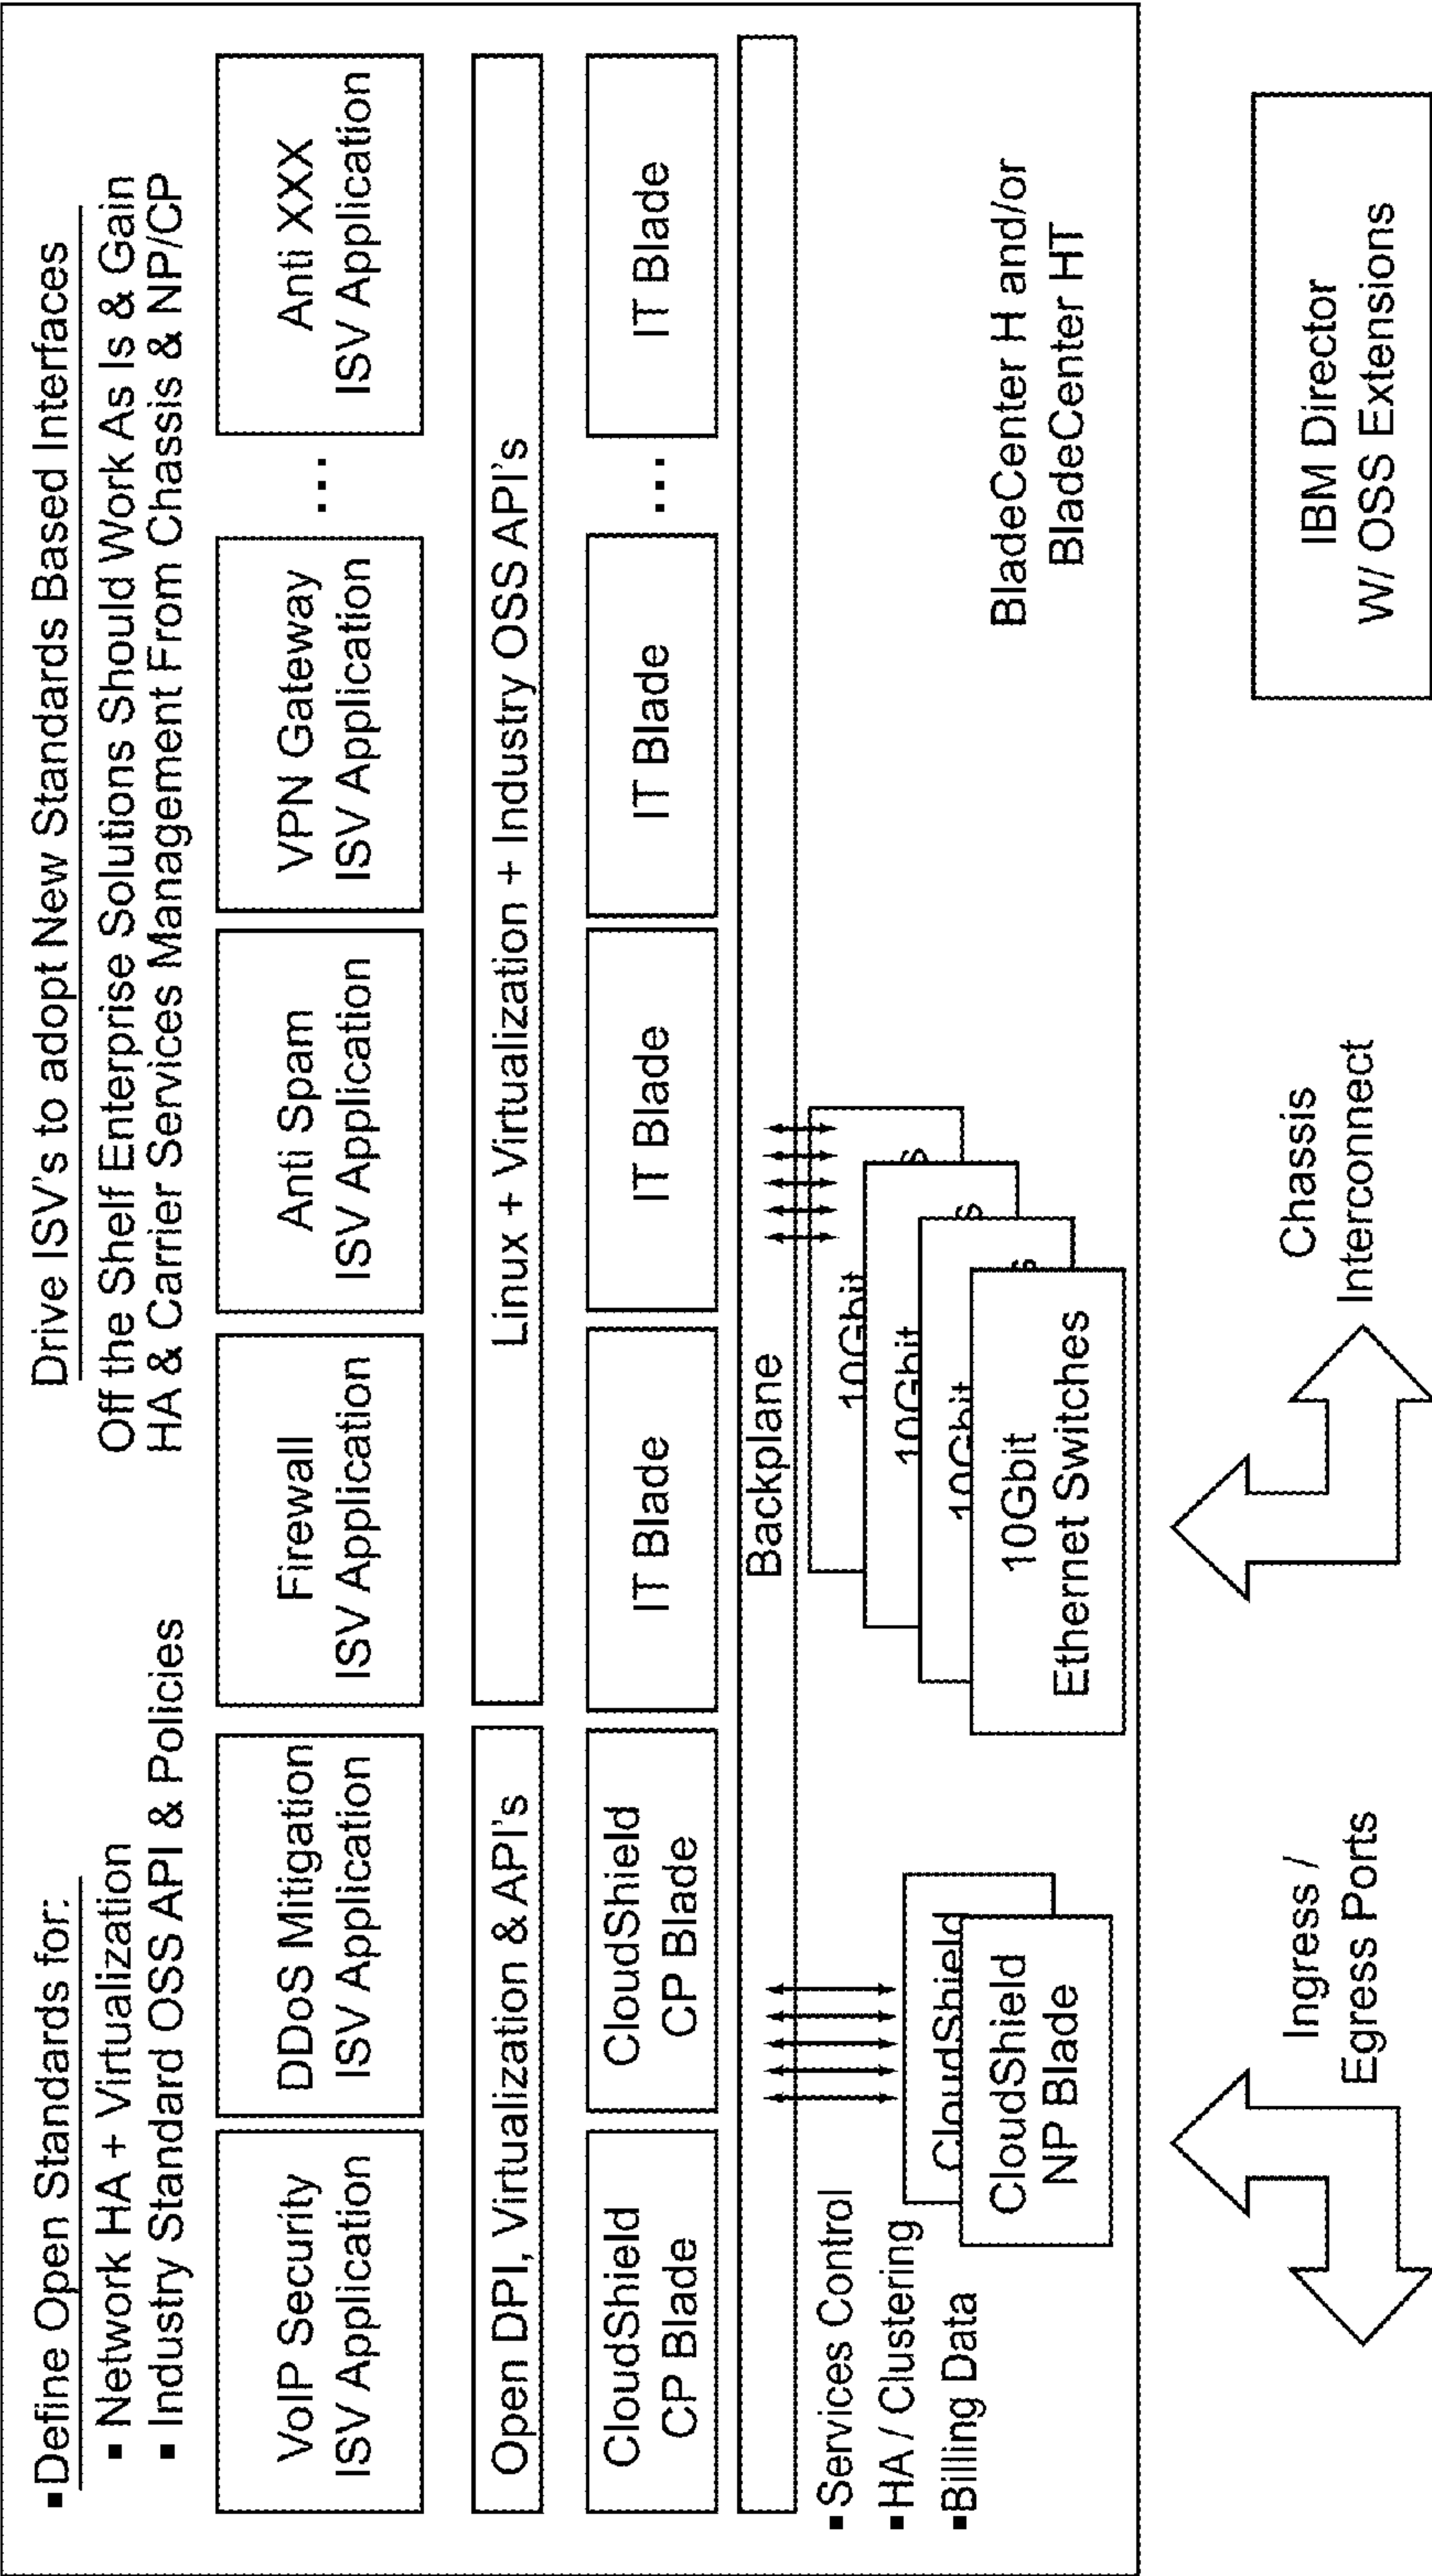 ▪Define Open Standards for:
▪ Network HA + Virtualization
▪ Industry Standard OSS API & Policies
Drive ISV's to adopt New Standards Based Interfaces
Off the Shelf Enterprise Solutions Should Work As Is & Gain
HA & Carrier Services Management From Chassis & NP/CP
VoIP Security
ISV Application
DDoS Mitigation
ISV Application
Firewall
ISV Application
Anti Spam
ISV Application
VPN Gateway
ISV Application
...
Anti XXX
ISV Application
Open DPI, Virtualization & API's
Linux + Virtualization + Industry OSS API's
CloudShield
CP Blade
CloudShield
CP Blade
IT Blade
IT Blade
IT Blade
...
IT Blade
Backplane
▪Services Control
▪HA / Clustering
▪Billing Data
CloudShield
CloudShield
NP Blade
10Gbit
s
10Gbit
s
10Gbit
s
10Gbit
Ethernet Switches
BladeCenter H and/or
BladeCenter HT
Ingress /
Egress Ports
Chassis
Interconnect
IBM Director
W/ OSS Extensions